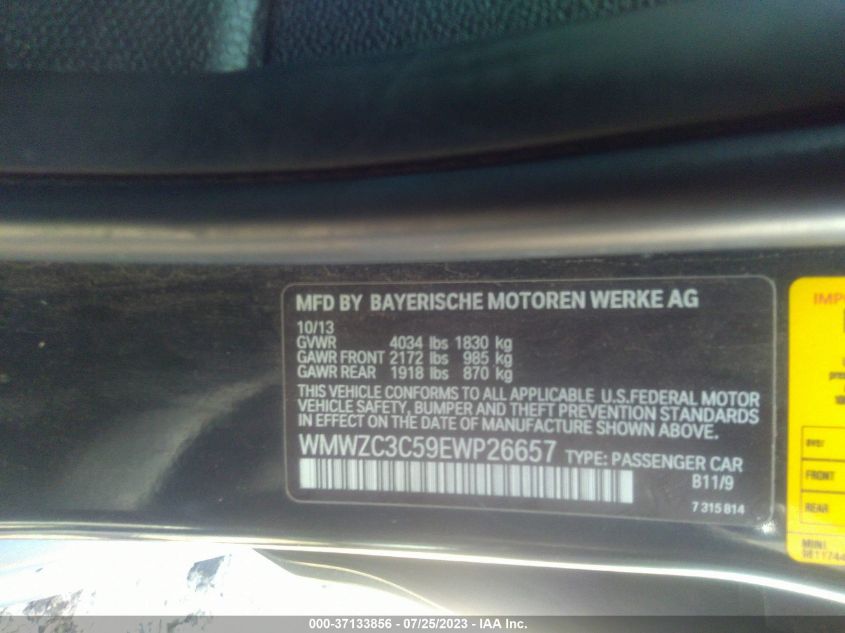 MFD BY BAYERISCHE MOTOREN WERKE AG
10/13
GVWR 4034 lbs 1830 kg
GAWR FRONT 2172 lbs 985 kg
GAWR REAR 1918 lbs 870 kg
THIS VEHICLE CONFORMS TO ALL APPLICABLE U.S.FEDERAL MOTOR
VEHICLE SAFETY, BUMPER AND THEFT PREVENTION STANDARDS
IN EFFECT ON THE DATE OF MANUFACTURE SHOWN ABOVE.
WMWZC3C59EWP26657 TYPE: PASSENGER CAR
B11/9
7 315 814
FRONT
REAR
MINI
000-37133856 - 07/25/2023 - IAA Inc.